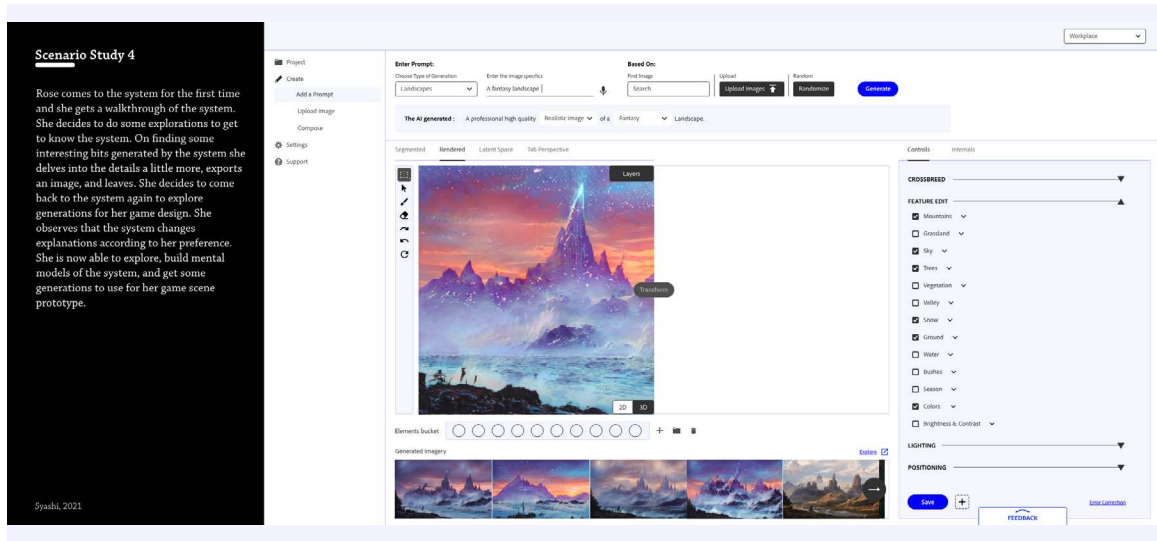 Scenario Study 4
Rose comes to the system for the first time
and she gets a walkthrough of the system.
She decides to do some explorations to get
to know the system. On finding some
interesting bits generated by the system she
delves into the details a little more, exports
an image, and leaves. She decides to come
back to the system again to explore
generations for her game design. She
observes that the system changes
explanations according to her preference.
She is now able to explore, build mental
models of the system, and get some
generations to use for her game scene
prototype.
Syashi, 2021
Workplace
Project
Create
Add a Prompt
Upload Image
Compose
Settings
Support
Enter Prompt:
Choose Type of Generation
Landscapes
Enter the image specifics
A fantasy landscape
Based On:
Find Image
Search
Upload
Upload Images
Random
Randomize
Generate
The AI generated : A professional high quality Realistic image of a Fantasy Landscape.
Segmented Rendered Latent Space Tab Perspective
Layers
Transform
2D 3D
Elements bucket
Generated Imagery
Explore
Controls Internals
CROSSBREED
FEATURE EDIT
Mountains
Grassland
Sky
Trees
Vegetation
Valley
Snow
Ground
Water
Bushes
Season
Colors
Brightness & Contrast
LIGHTING
POSITIONING
Save
Error Correction
FEEDBACK